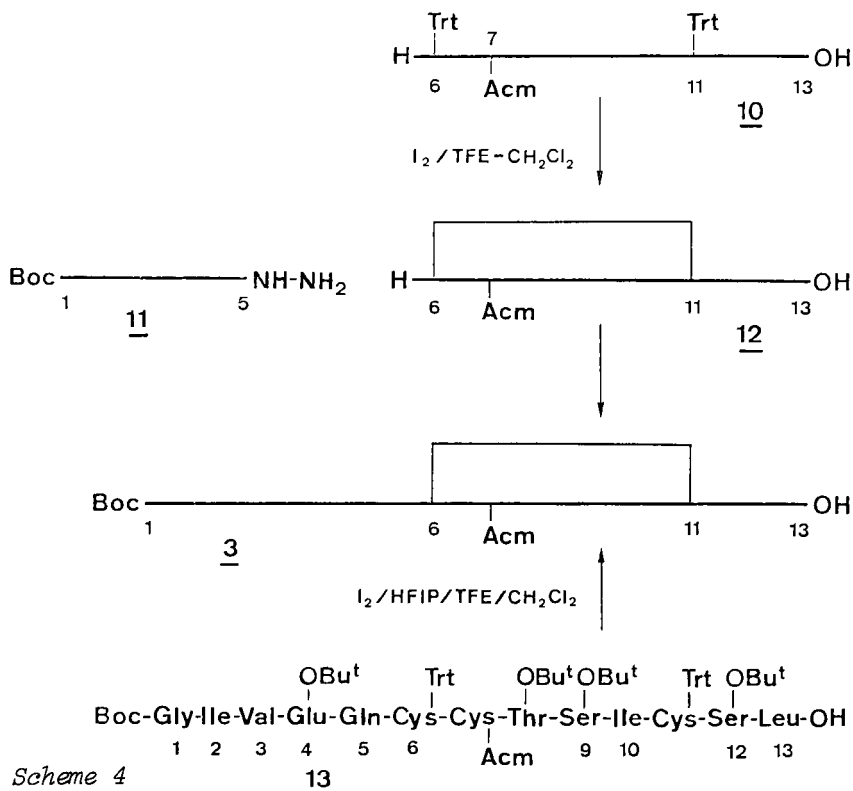 Trt 7 Trt
H OH
6 Acm 11 13
10
I₂/TFE-CH₂Cl₂
Boc NH-NH₂ H OH
1 5 6 Acm 11 13
11 12
Boc OH
1 6 Acm 11 13
3
I₂/HFIP/TFE/CH₂Cl₂
OBuᵗ Trt OBuᵗ OBuᵗ Trt OBuᵗ
Boc-Gly-Ile-Val-Glu-Gln-Cys-Cys-Thr-Ser-Ile-Cys-Ser-Leu-OH
1 2 3 4 5 6 Acm 9 10 12 13
Scheme 4 13